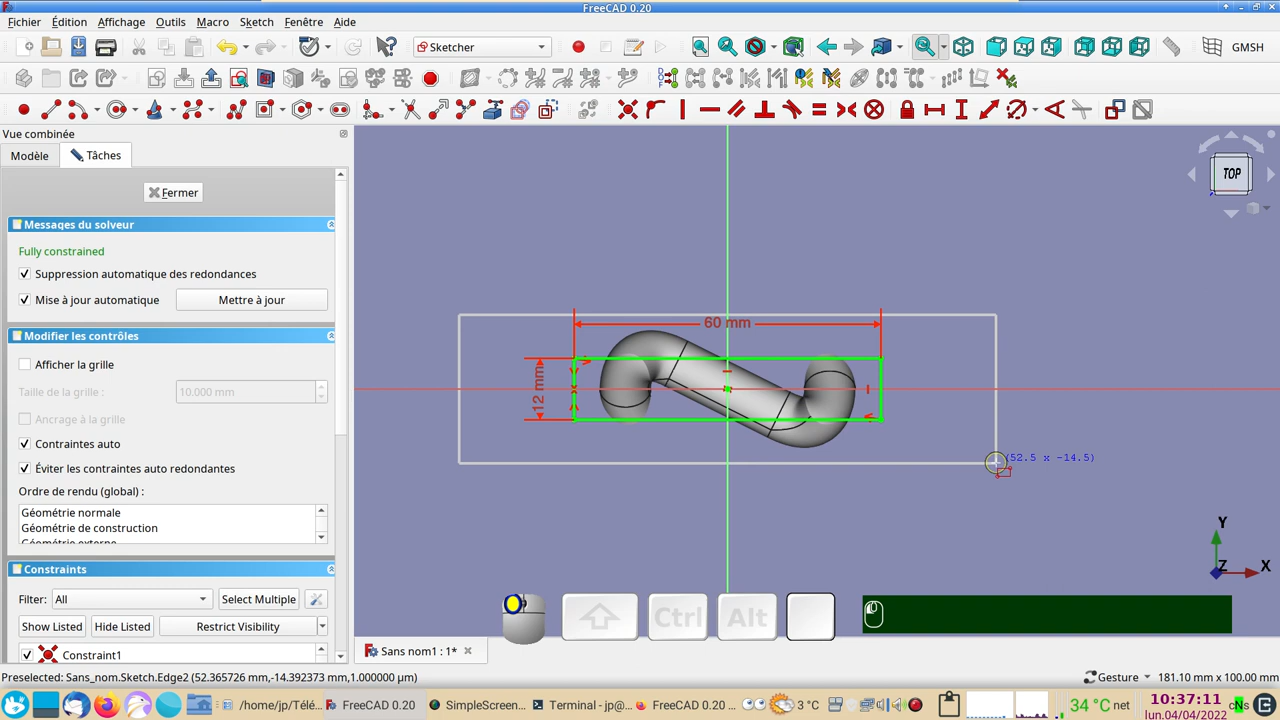 FreeCAD 0.20
Fichier Édition Affichage Outils Macro Sketch Fenêtre Aide
Sketcher
GMSH
Vue combinée
Modèle Tâches
Fermer
Messages du solveur
Fully constrained
Suppression automatique des redondances
Mise à jour automatique Mettre à jour
Modifier les contrôles
Afficher la grille
Taille de la grille : 10.000 mm
Ancrage à la grille
Contraintes auto
Éviter les contraintes auto redondantes
Ordre de rendu (global) :
Géométrie normale
Géométrie de construction
Géométrie externe
Constraints
Filter: All Select Multiple
Show Listed Hide Listed Restrict Visibility
Constraint1
TOP
60 mm
12 mm
(52.5 x -14.5)
Y
Z X
Ctrl Alt
Sans nom1 : 1*
Preselected: Sans_nom.Sketch.Edge2 (52.365726 mm,-14.392373 mm,1.000000 µm) Gesture 181.10 mm x 100.00 mm
/home/jp/Télé FreeCAD 0.20 SimpleScreen... Terminal - jp@... FreeCAD 0.20 ... 3 °C 34 °C net 10:37:11
lun.04/04/2022
cNs